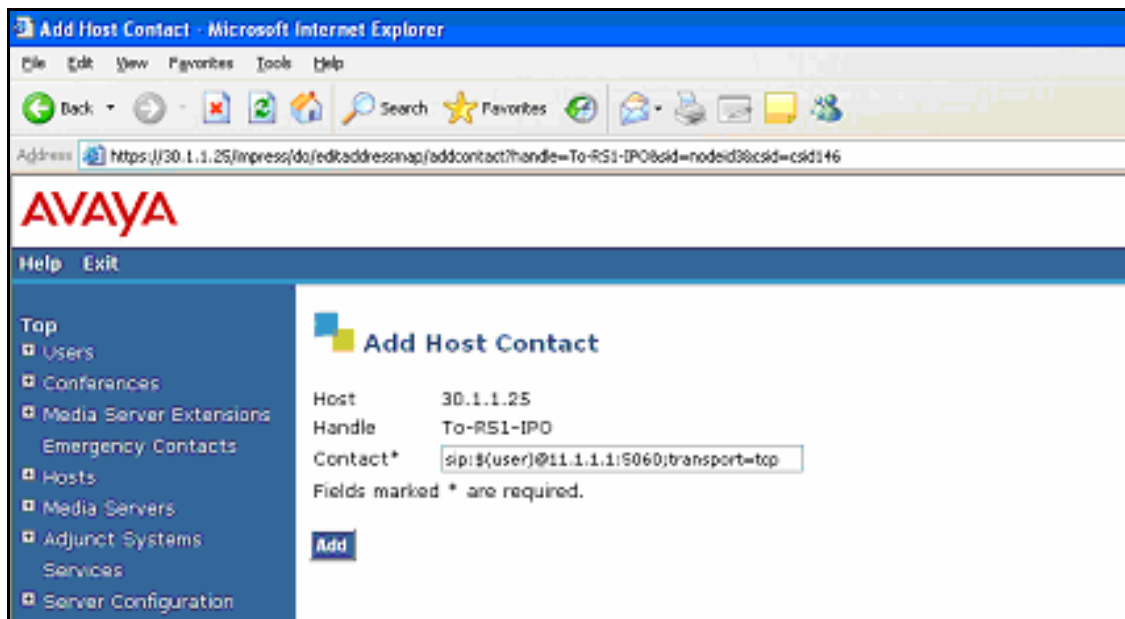 Add Host Contact - Microsoft Internet Explorer
File Edit View Favorites Tools Help
Back Search Favorites
Address https://30.1.1.25/impress/do/editaddressmap/addcontact?handle=To-RS1-IPO&sid=nodeid3&csid=csid146
AVAYA
Help Exit
Top
Users
Conferences
Media Server Extensions
Emergency Contacts
Hosts
Media Servers
Adjunct Systems
Services
Server Configuration
Add Host Contact
Host 30.1.1.25
Handle To-RS1-IPO
Contact* sip:$(user)@11.1.1.1:5060;transport=tcp
Fields marked * are required.
Add